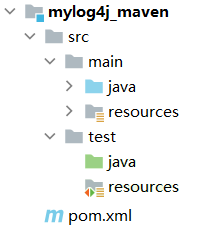 mylog4j_maven
src
main
java
resources
test
java
resources
pom.xml